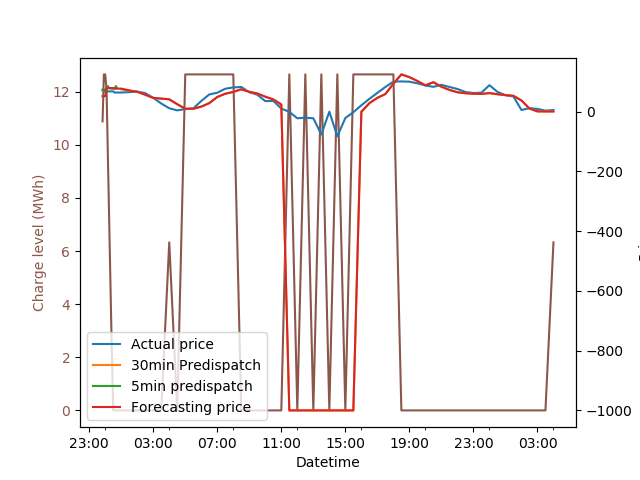 12
10
8
6
4
2
0
Charge level (MWh)
0
−200
−400
−600
−800
−1000
Actual price
30min Predispatch
5min predispatch
Forecasting price
23:00 03:00 07:00 11:00 15:00 19:00 23:00 03:00
Datetime